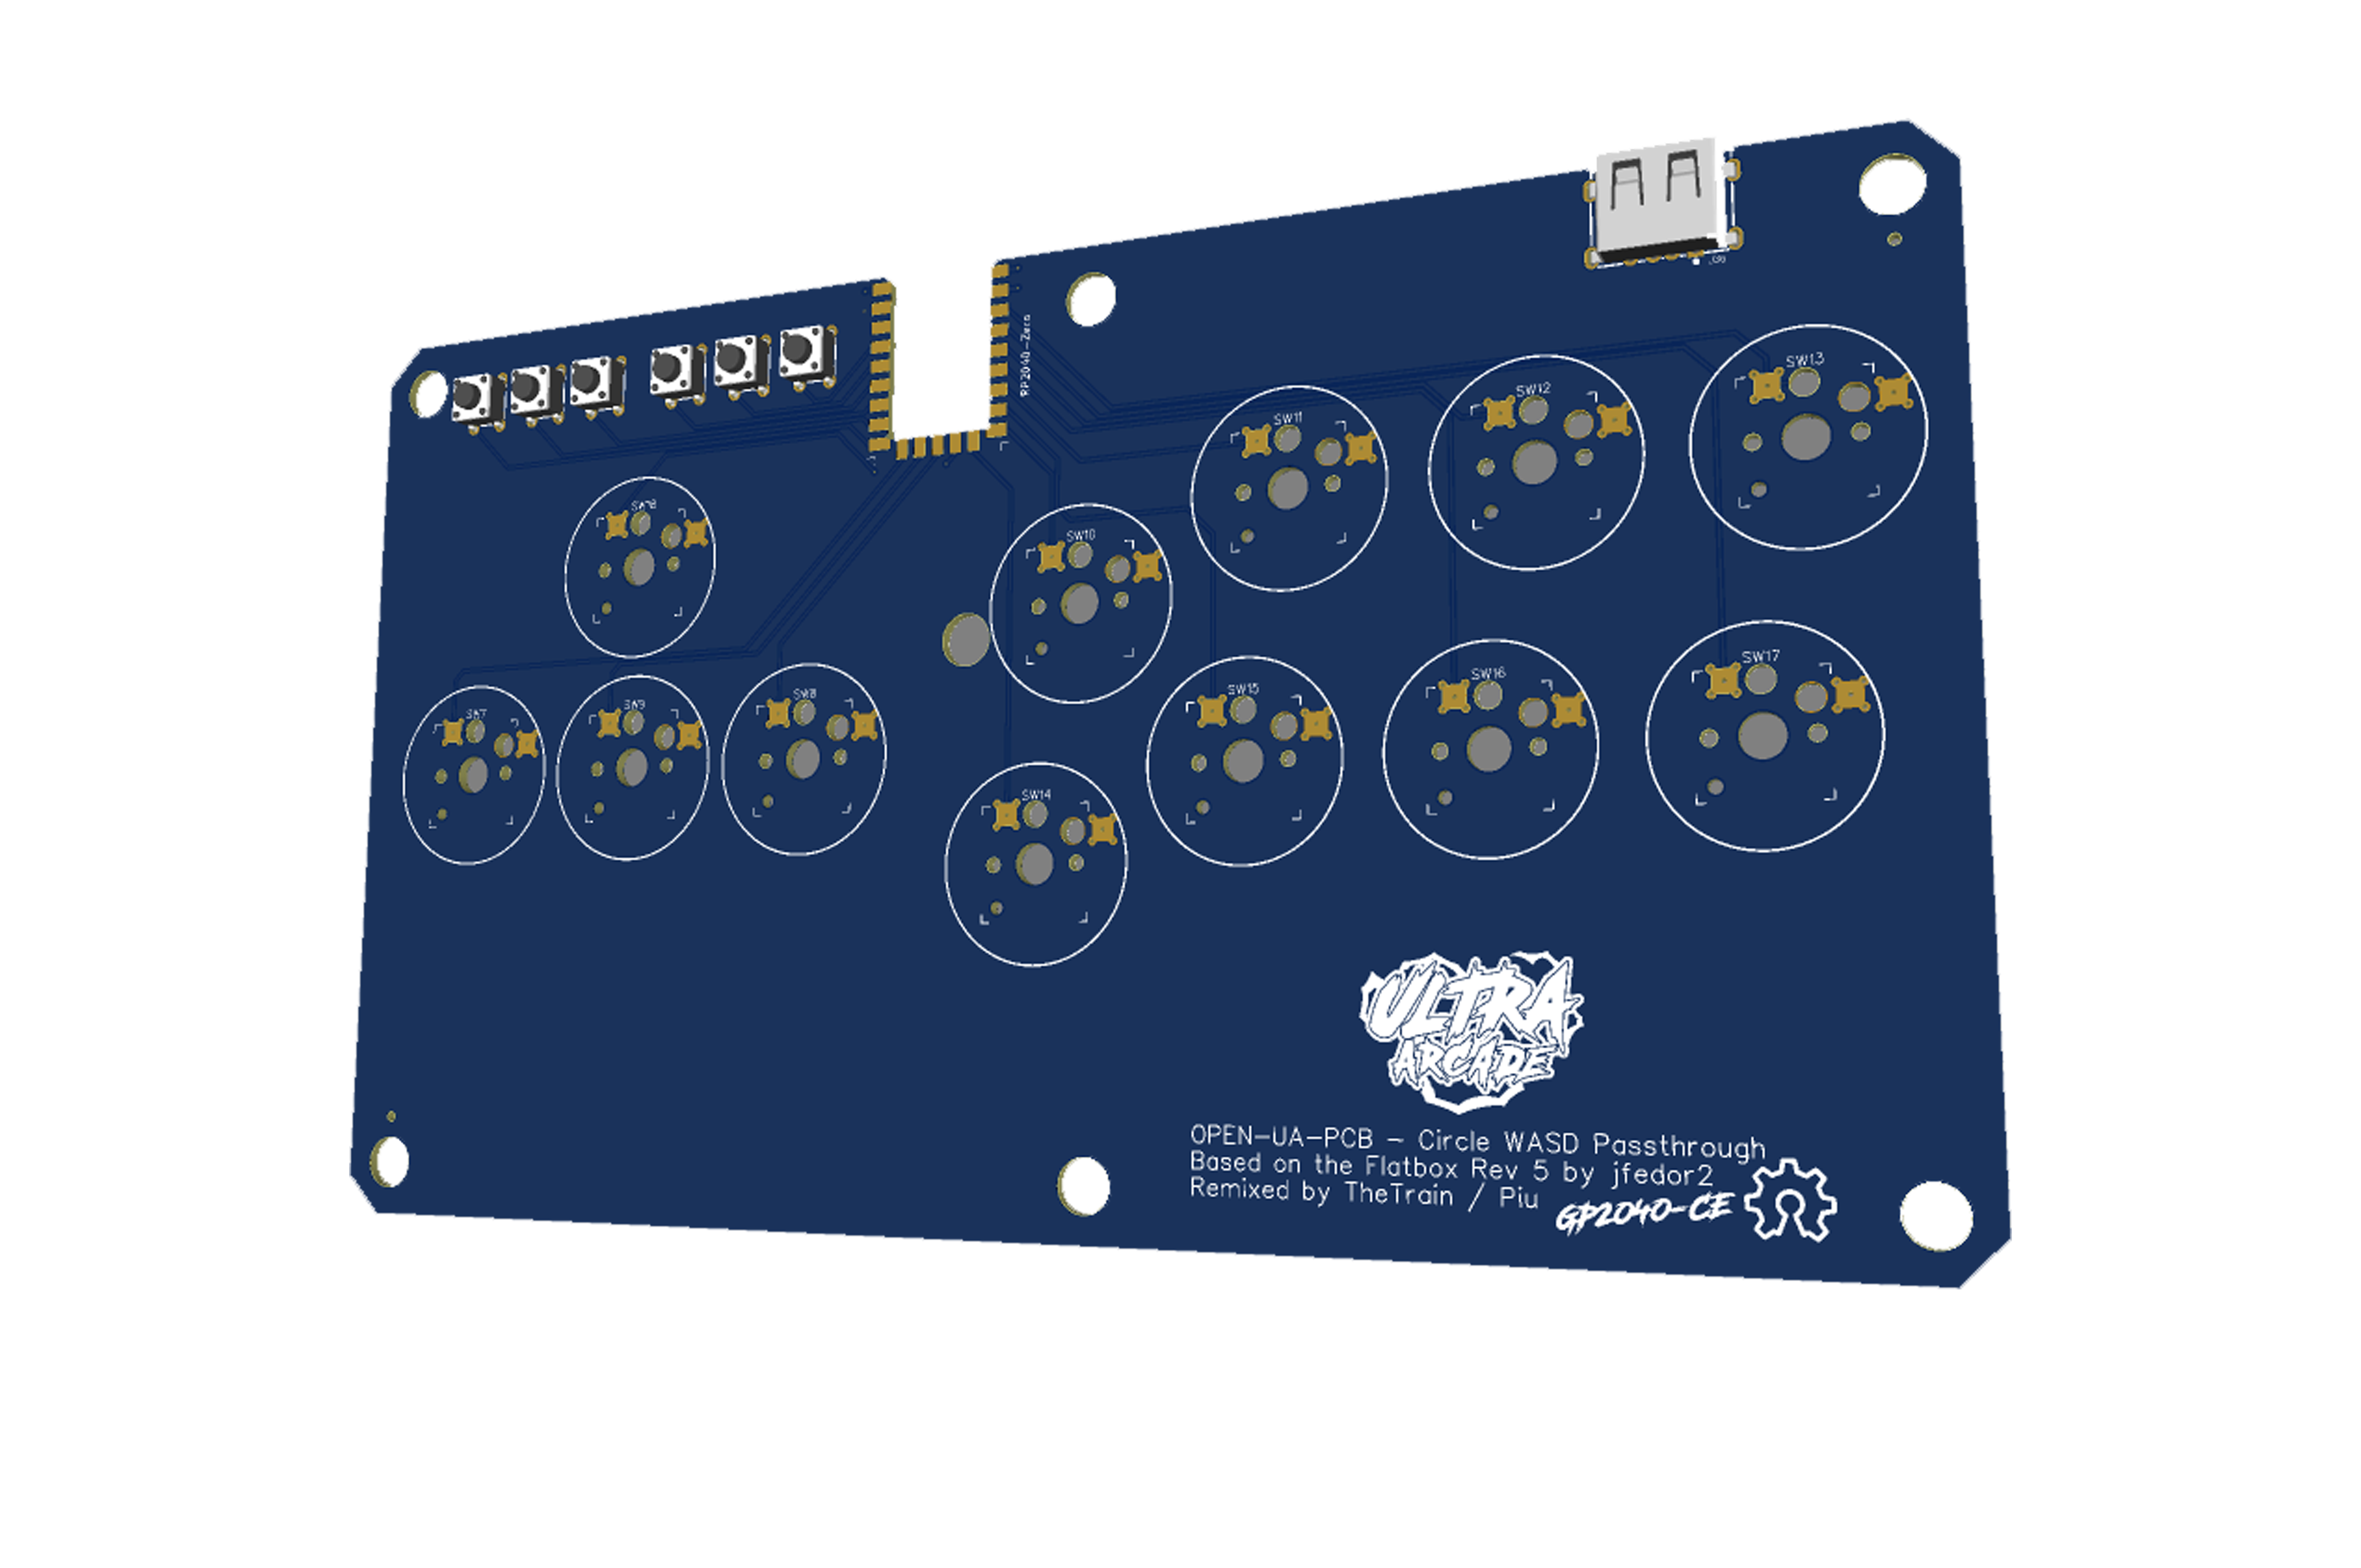 SW13
SW12
SW11
RP2040-Zero
SW10
SW17
SW16
SW15
SW7
SW9
SW8
SW14
ULTRA
ARCADE
OPEN-UA-PCB - Circle WASD Passthrough
Based on the Flatbox Rev 5 by jfedor2
Remixed by TheTrain / Piu
GP2040-CE